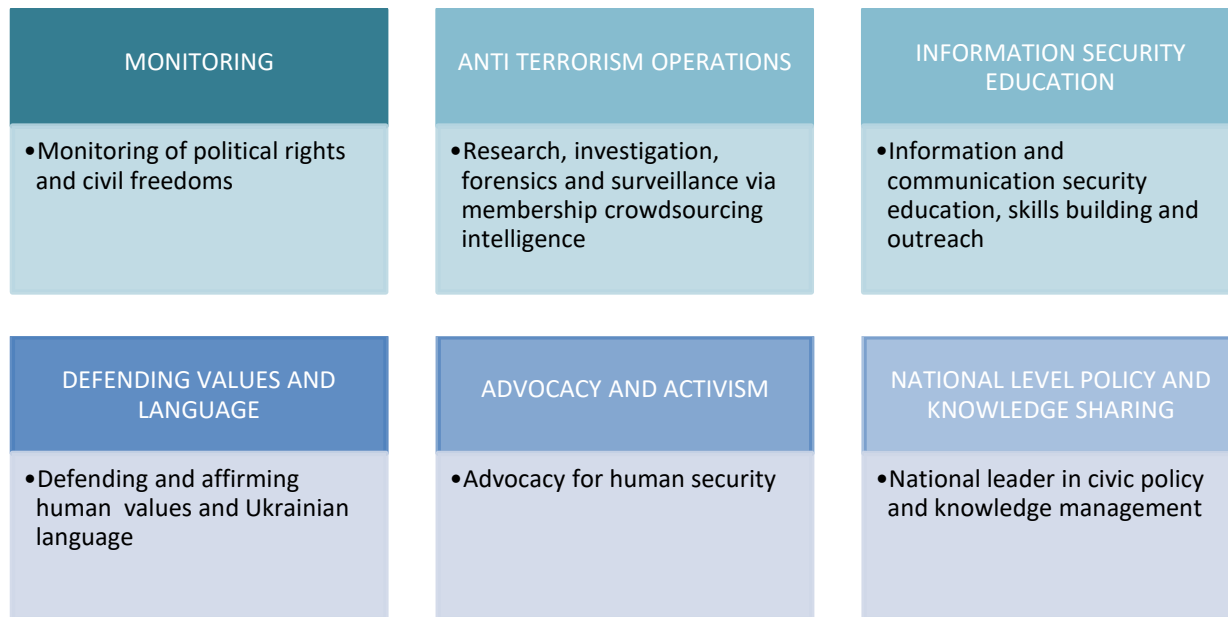 MONITORING
•Monitoring of political rights
and civil freedoms
ANTI TERRORISM OPERATIONS
•Research, investigation,
forensics and surveillance via
membership crowdsourcing
intelligence
INFORMATION SECURITY
EDUCATION
•Information and
communication security
education, skills building and
outreach
DEFENDING VALUES AND
LANGUAGE
•Defending and affirming
human  values and Ukrainian
language
ADVOCACY AND ACTIVISM
•Advocacy for human security
NATIONAL LEVEL POLICY AND
KNOWLEDGE SHARING
•National leader in civic policy
and knowledge management